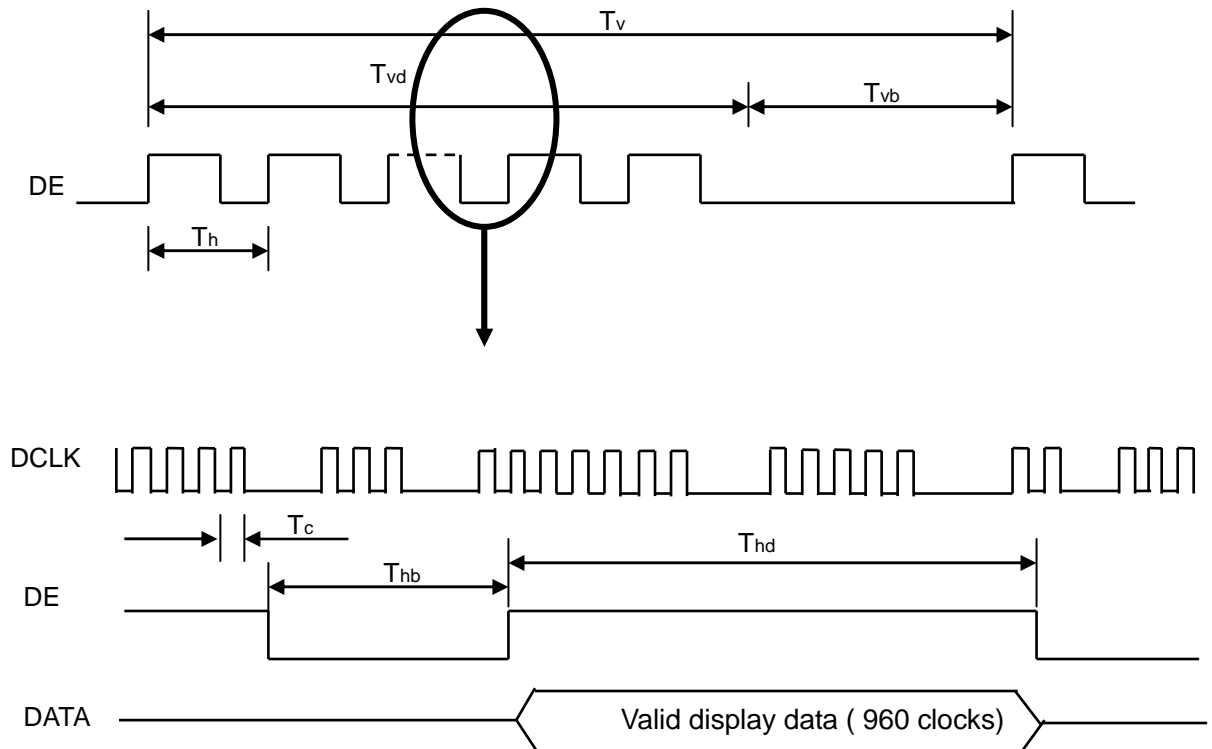 Tv
Tvd
Tvb
DE
Th
DCLK
Tc
Thd
Thb
DE
DATA
Valid display data ( 960 clocks)